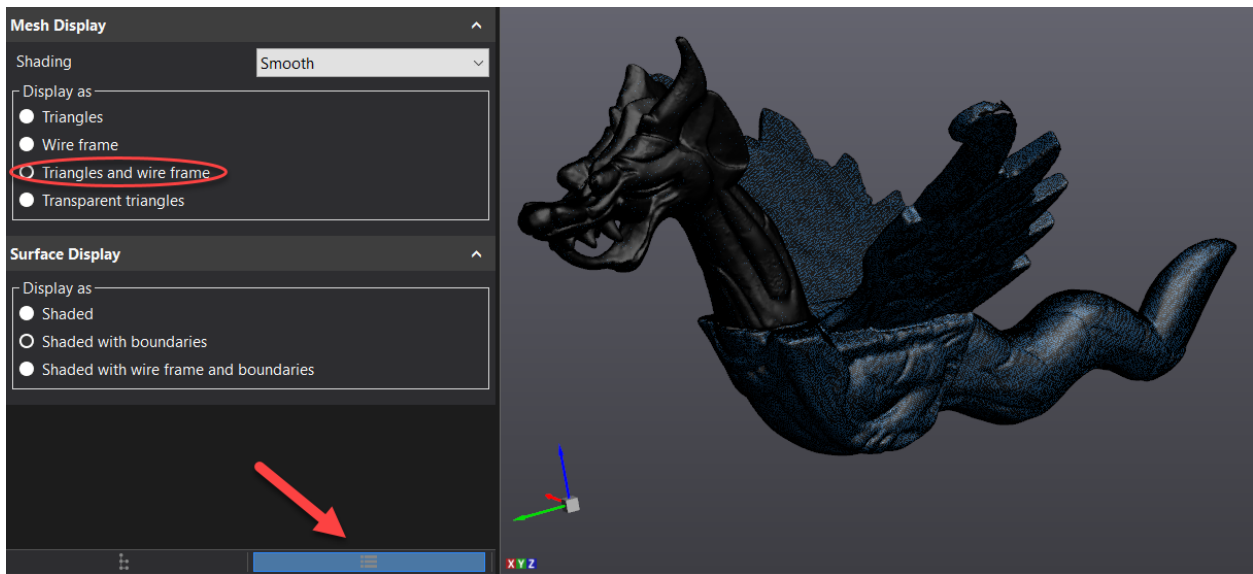 Mesh Display
Shading
Smooth
Display as
Triangles
Wire frame
Triangles and wire frame
Transparent triangles
Surface Display
Display as
Shaded
Shaded with boundaries
Shaded with wire frame and boundaries
X Y Z